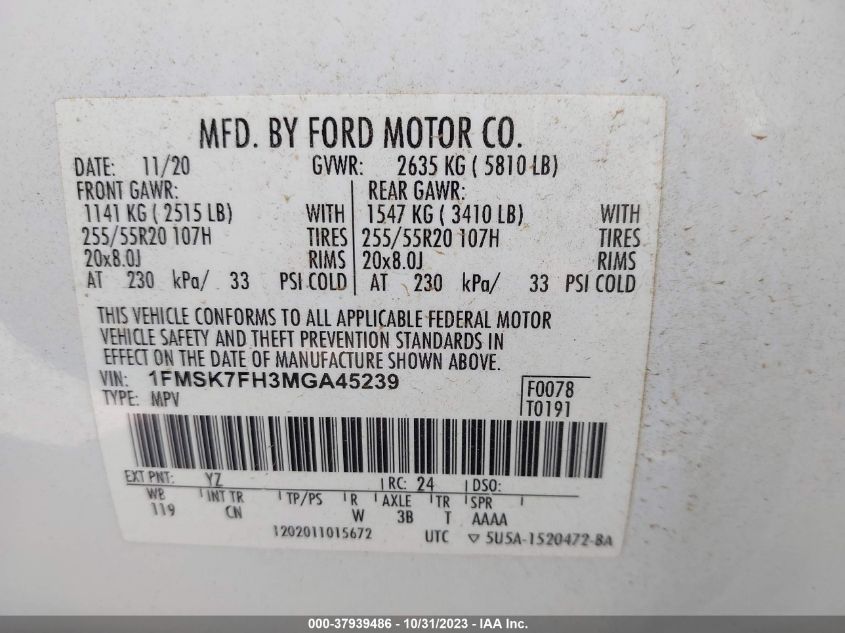 MFD. BY FORD MOTOR CO.
DATE: 11/20 GVWR: 2635 KG ( 5810 LB)
FRONT GAWR: REAR GAWR:
1141 KG ( 2515 LB) WITH 1547 KG ( 3410 LB) WITH
255/55R20 107H TIRES 255/55R20 107H TIRES
20x8.0J RIMS 20x8.0J RIMS
AT 230 kPa/ 33 PSI COLD AT 230 kPa/ 33 PSI COLD
THIS VEHICLE CONFORMS TO ALL APPLICABLE FEDERAL MOTOR
VEHICLE SAFETY AND THEFT PREVENTION STANDARDS IN
EFFECT ON THE DATE OF MANUFACTURE SHOWN ABOVE.
VIN: 1FMSK7FH3MGA45239 F0078
TYPE: MPV T0191
EXT PNT: YZ RC: 24 DSO:
WB INT TR TP/PS R AXLE TR SPR
119 CN W 3B T AAAA
1202011015672 UTC ▽ 5U5A-1520472-BA
000-37939486 - 10/31/2023 - IAA Inc.